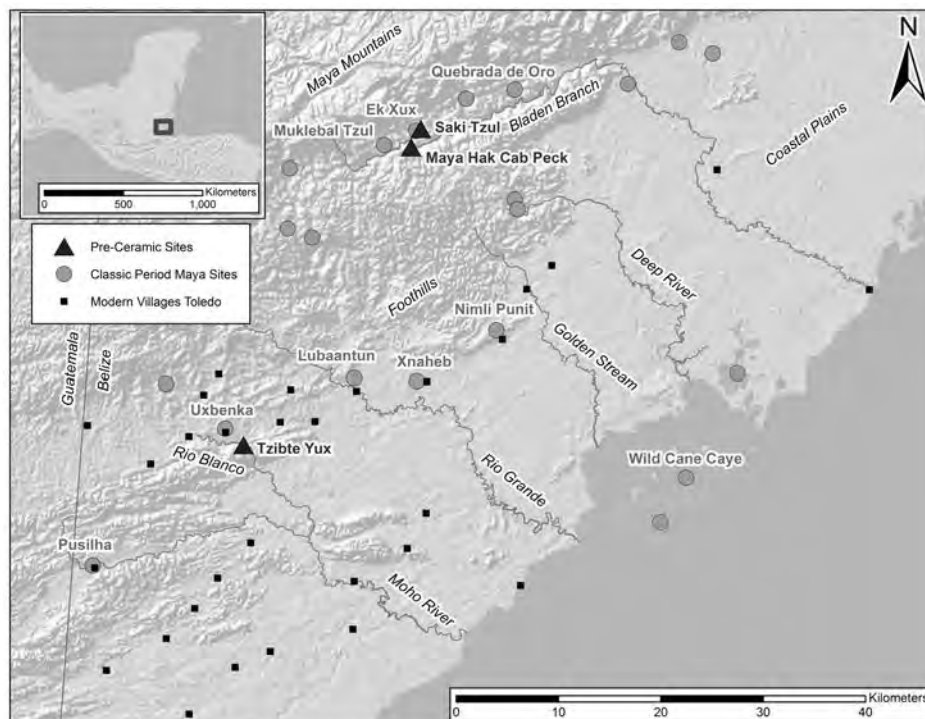 N
Maya Mountains
Quebrada de Oro
Ek Xux
Bladen Branch
Saki Tzul
Muklebal Tzul
Maya Hak Cab Peck
Coastal Plains
Kilometers
0 500 1,000
Pre-Ceramic Sites
Classic Period Maya Sites
Modern Villages Toledo
Foothills
Deep River
Nimli Punit
Golden Stream
Guatemala
Belize
Lubaantun
Xnaheb
Uxbenka
Tzibte Yux
Rio Blanco
Rio Grande
Wild Cane Caye
Pusilha
Moho River
Kilometers
0 10 20 30 40